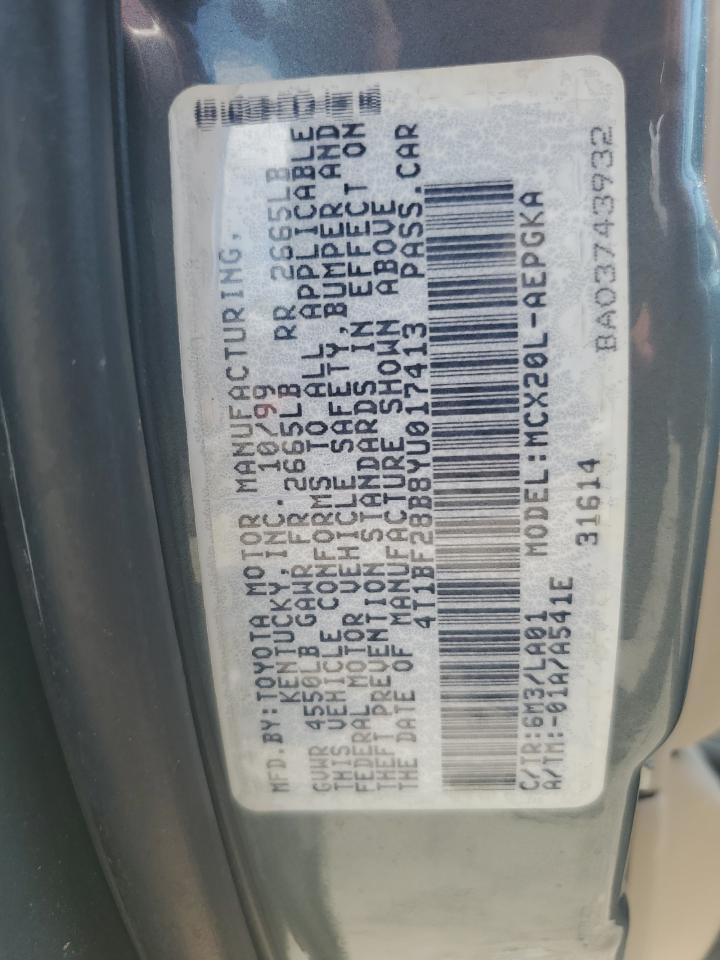 MFD.BY:TOYOTA MOTOR MANUFACTURING,
KENTUCKY,INC. 10/99
GVWR 4550LB GAWR FR 2665LB RR 2665LB
THIS VEHICLE CONFORMS TO ALL APPLICABLE
FEDERAL MOTOR VEHICLE SAFETY,BUMPER AND
THEFT PREVENTION STANDARDS IN EFFECT ON
THE DATE OF MANUFACTURE SHOWN ABOVE
4T1BF28B8YU017413 PASS.CAR
C/TR:6M3/LA01 MODEL:MCX20L-AEPGKA
A/TM:-01A/A541E
31614 BA03743932